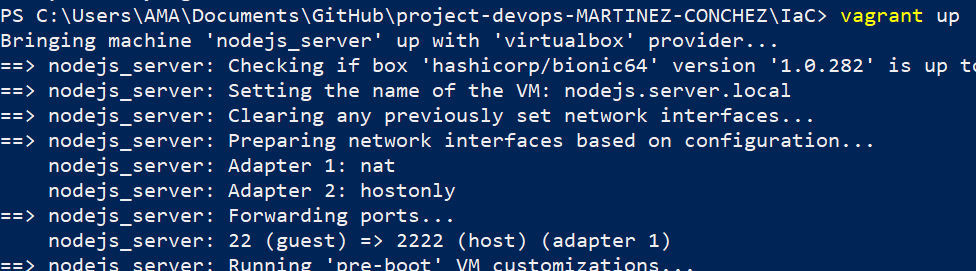 PS C:\Users\AMA\Documents\GitHub\project-devops-MARTINEZ-CONCHEZ\IaC> vagrant up
Bringing machine 'nodejs_server' up with 'virtualbox' provider...
==> nodejs_server: Checking if box 'hashicorp/bionic64' version '1.0.282' is up to
==> nodejs_server: Setting the name of the VM: nodejs.server.local
==> nodejs_server: Clearing any previously set network interfaces...
==> nodejs_server: Preparing network interfaces based on configuration...
    nodejs_server: Adapter 1: nat
    nodejs_server: Adapter 2: hostonly
==> nodejs_server: Forwarding ports...
    nodejs_server: 22 (guest) => 2222 (host) (adapter 1)
==> nodejs_server: Running 'pre-boot' VM customizations...